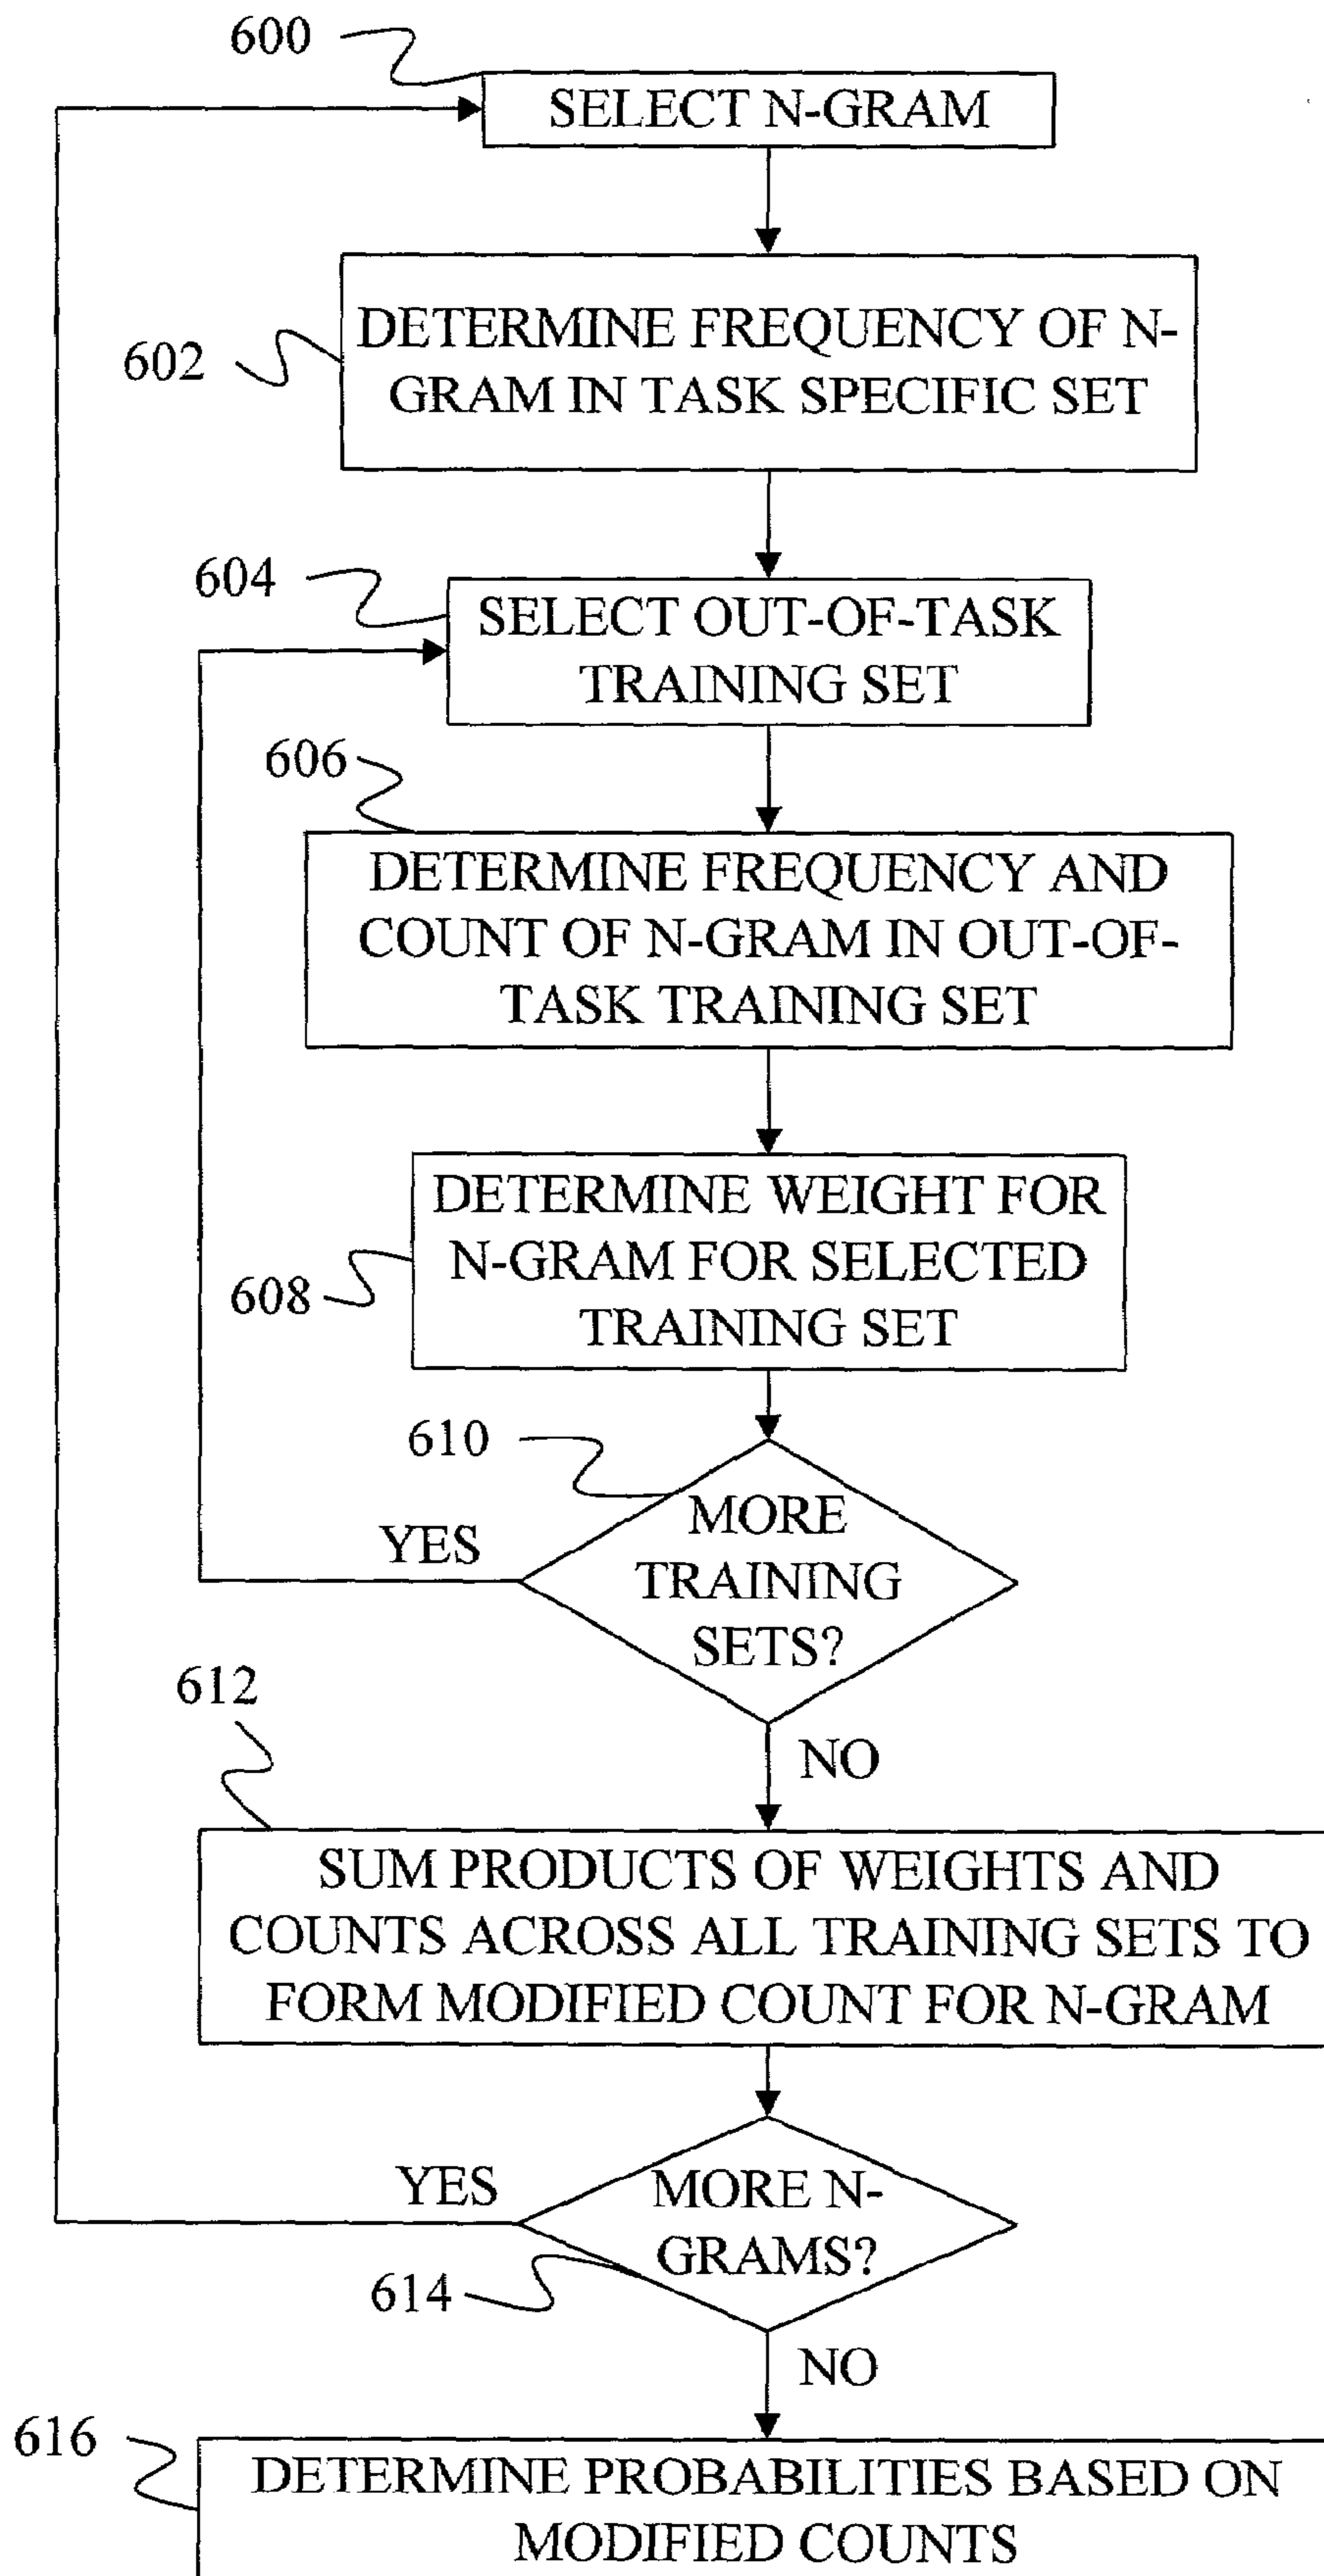 600
SELECT N-GRAM
602
DETERMINE FREQUENCY OF N-
GRAM IN TASK SPECIFIC SET
604
SELECT OUT-OF-TASK
TRAINING SET
606
DETERMINE FREQUENCY AND
COUNT OF N-GRAM IN OUT-OF-
TASK TRAINING SET
608
DETERMINE WEIGHT FOR
N-GRAM FOR SELECTED
TRAINING SET
610
MORE
TRAINING
SETS?
YES
NO
612
SUM PRODUCTS OF WEIGHTS AND
COUNTS ACROSS ALL TRAINING SETS TO
FORM MODIFIED COUNT FOR N-GRAM
YES
MORE N-
GRAMS?
614
NO
616
DETERMINE PROBABILITIES BASED ON
MODIFIED COUNTS